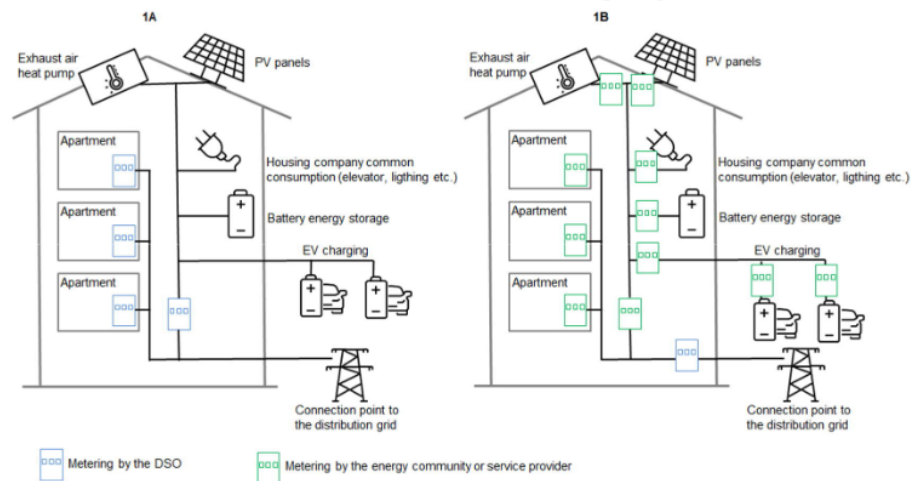 1A
Exhaust air
heat pump
PV panels
Apartment
Housing company common
consumption (elevator, ligthing etc.)
Apartment
Battery energy storage
EV charging
Apartment
Connection point to
the distribution grid
1B
Exhaust air
heat pump
PV panels
Apartment
Housing company common
consumption (elevator, ligthing etc.)
Apartment
Battery energy storage
EV charging
Apartment
Connection point to
the distribution grid
Metering by the DSO
Metering by the energy community or service provider